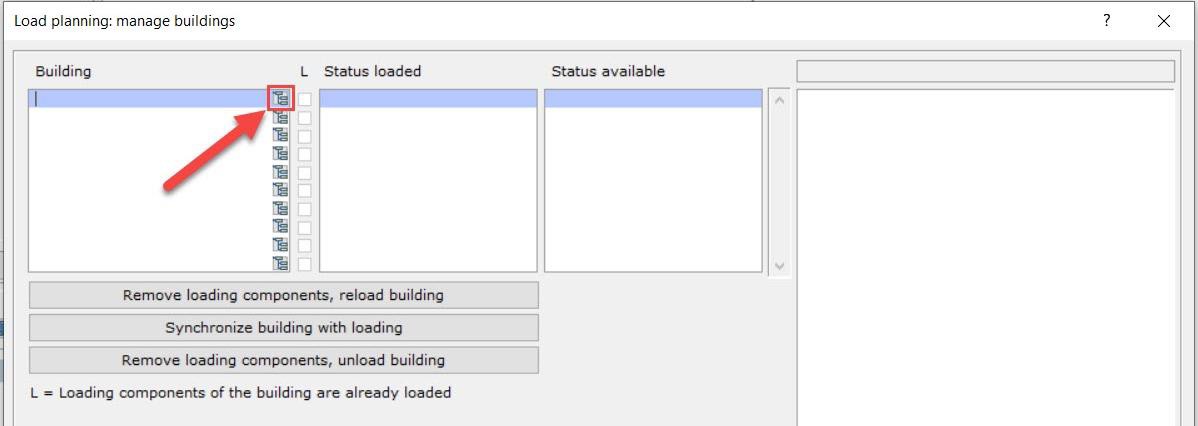 Load planning: manage buildings
?
Building L Status loaded Status available
Remove loading components, reload building
Synchronize building with loading
Remove loading components, unload building
L = Loading components of the building are already loaded